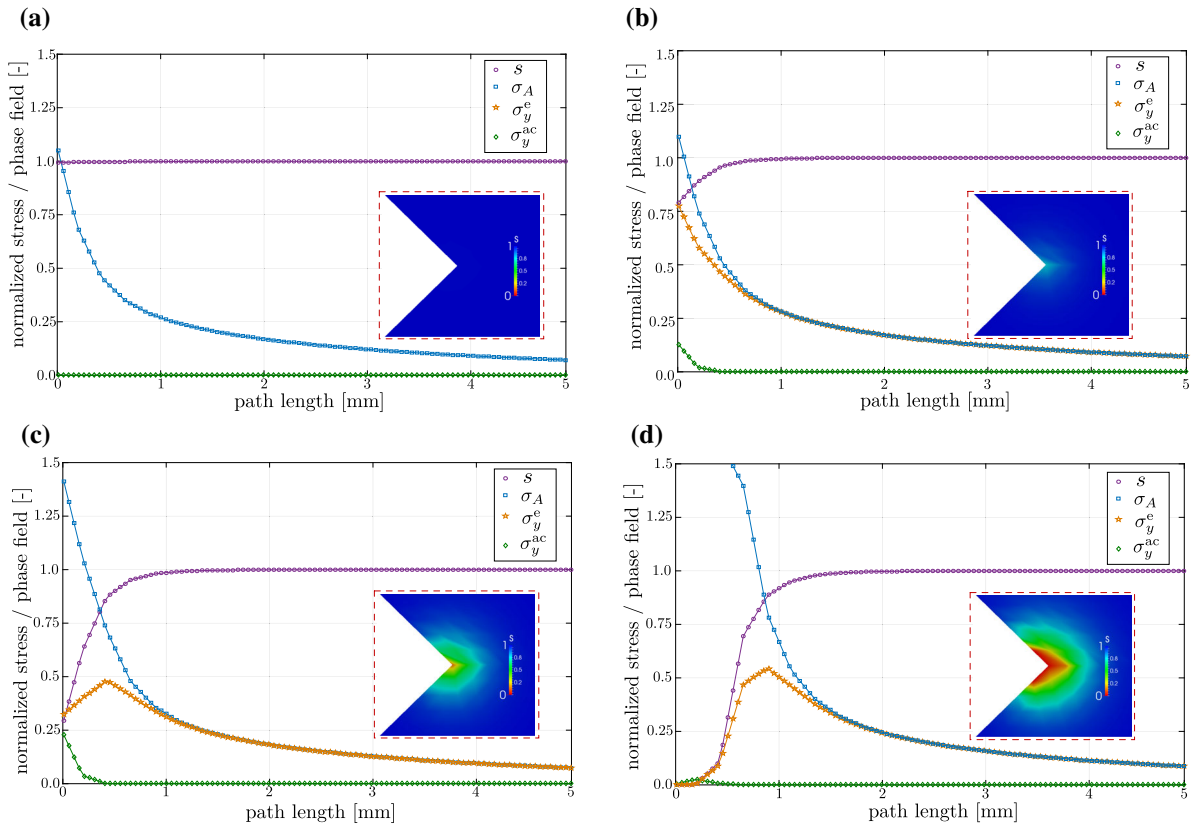 (a)
normalized stress / phase field [-]
1.5
1.25
1.0
0.75
0.5
0.25
0.0
0
1
2
3
4
5
path length [mm]
s
σ_A
σ_y^e
σ_y^ac
S
1
0.8
0.5
0.2
0
(b)
normalized stress / phase field [-]
1.5
1.25
1.0
0.75
0.5
0.25
0.0
0
1
2
3
4
5
path length [mm]
s
σ_A
σ_y^e
σ_y^ac
S
1
0.8
0.5
0.2
0
(c)
normalized stress / phase field [-]
1.5
1.25
1.0
0.75
0.5
0.25
0.0
0
1
2
3
4
5
path length [mm]
s
σ_A
σ_y^e
σ_y^ac
S
1
0.8
0.5
0.2
0
(d)
normalized stress / phase field [-]
1.5
1.25
1.0
0.75
0.5
0.25
0.0
0
1
2
3
4
5
path length [mm]
s
σ_A
σ_y^e
σ_y^ac
S
1
0.8
0.5
0.2
0